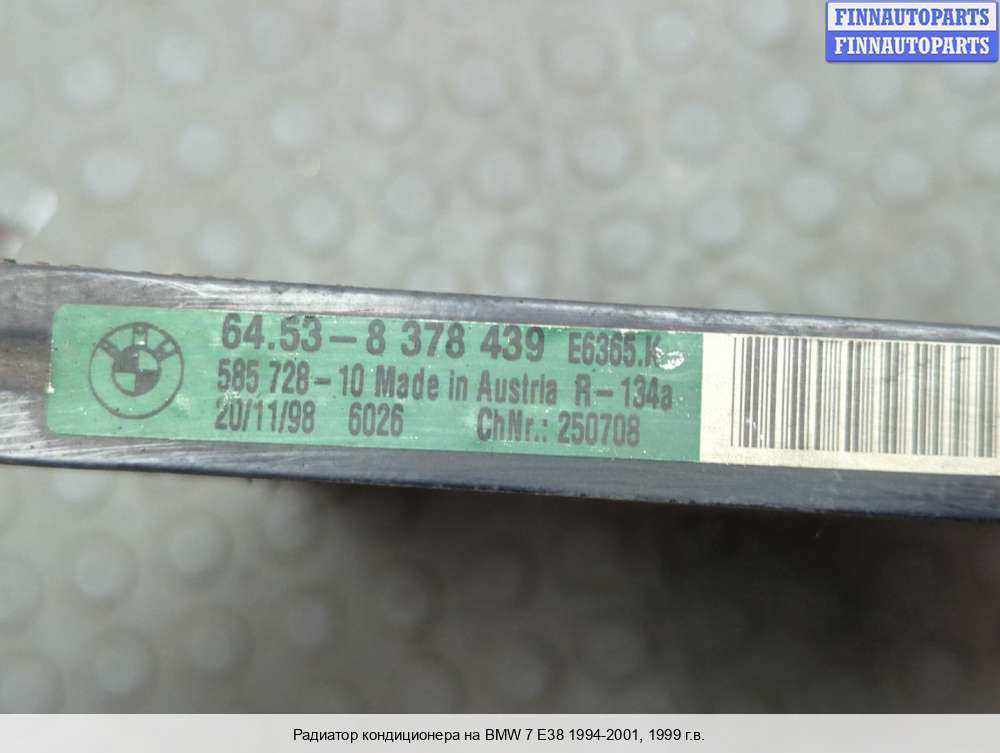 FINNAUTOPARTS
FINNAUTOPARTS
BMW
64.53-8 378 439 E6365.K
585 728-10 Made in Austria R-134a
20/11/98 6026 ChNr.: 250708
Радиатор кондиционера на BMW 7 E38 1994-2001, 1999 г.в.